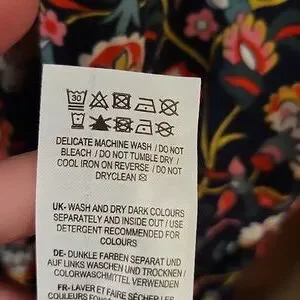 30
DELICATE MACHINE WASH / DO NOT
BLEACH / DO NOT TUMBLE DRY /
COOL IRON ON REVERSE / DO NOT
DRYCLEAN
UK- WASH AND DRY DARK COLOURS
SEPARATELY AND INSIDE OUT / USE
DETERGENT RECOMMENDED FOR
COLOURS
DE- DUNKLE FARBEN SEPARAT UND
AUF LINKS WASCHEN UND TROCKNEN /
COLORWASCHMITTEL VERWENDEN
FR- LAVER ET FAIRE SÉCHER LES
COULEURS